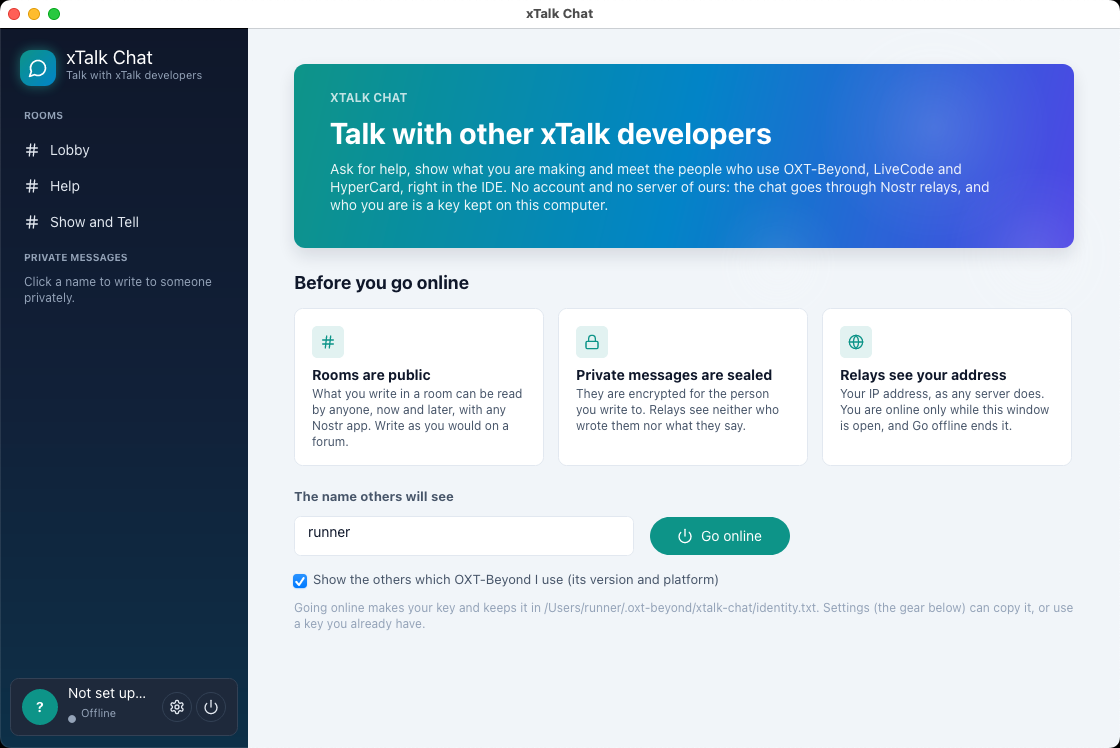 xTalk Chat
xTalk Chat
Talk with xTalk developers
ROOMS
Lobby
Help
Show and Tell
PRIVATE MESSAGES
Click a name to write to someone
privately.
XTALK CHAT
Talk with other xTalk developers
Ask for help, show what you are making and meet the people who use OXT-Beyond, LiveCode and
HyperCard, right in the IDE. No account and no server of ours: the chat goes through Nostr relays, and
who you are is a key kept on this computer.
Before you go online
Rooms are public
What you write in a room can be read
by anyone, now and later, with any
Nostr app. Write as you would on a
forum.
Private messages are sealed
They are encrypted for the person
you write to. Relays see neither who
wrote them nor what they say.
Relays see your address
Your IP address, as any server does.
You are online only while this window
is open, and Go offline ends it.
The name others will see
runner
Go online
Show the others which OXT-Beyond I use (its version and platform)
Going online makes your key and keeps it in /Users/runner/.oxt-beyond/xtalk-chat/identity.txt. Settings (the gear below) can copy it, or use
a key you already have.
?
Not set up...
Offline